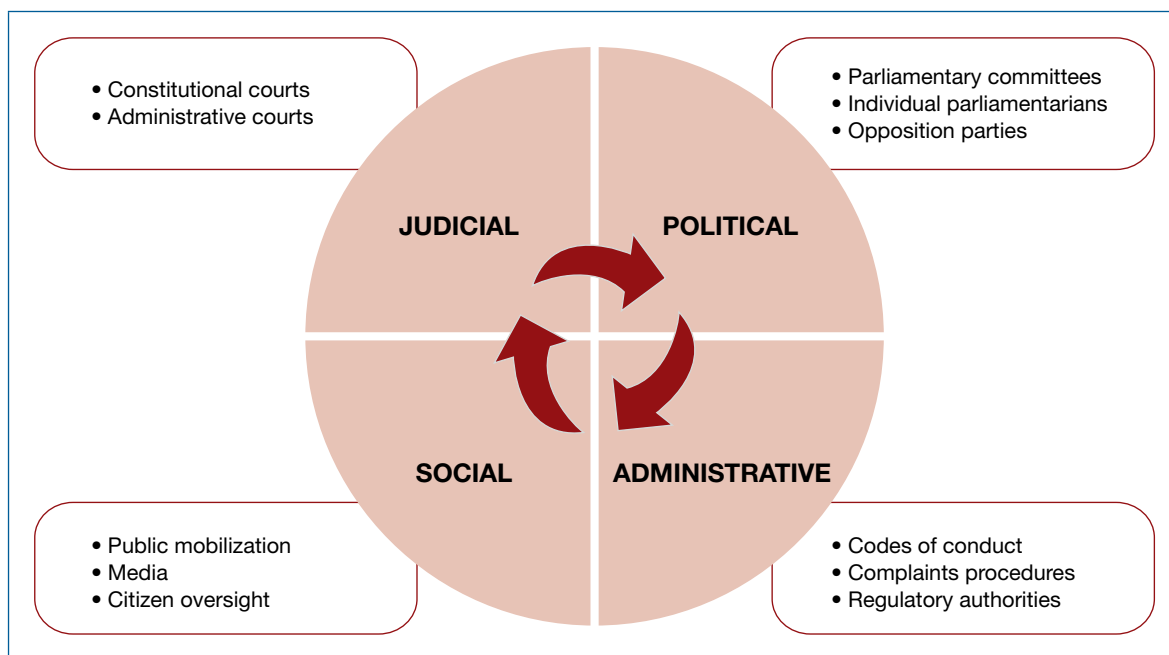 • Constitutional courts
• Administrative courts
• Parliamentary committees
• Individual parliamentarians
• Opposition parties
JUDICIAL
POLITICAL
SOCIAL
ADMINISTRATIVE
• Public mobilization
• Media
• Citizen oversight
• Codes of conduct
• Complaints procedures
• Regulatory authorities